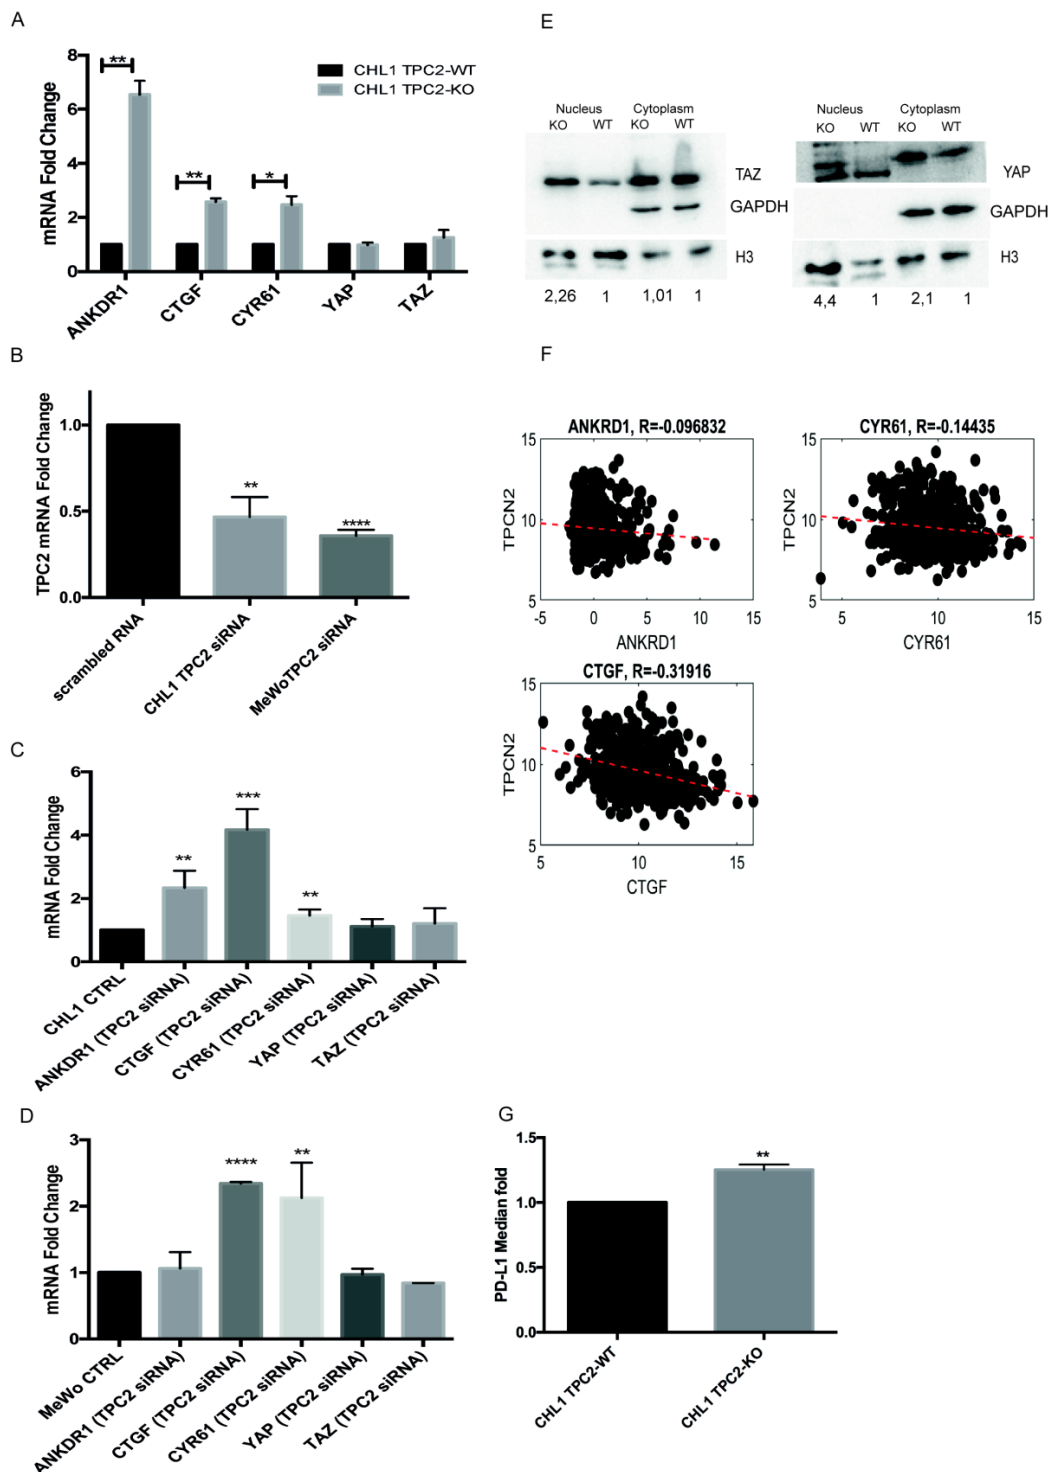 A
mRNA Fold Change
8
6
4
2
0
**
**
*
CHL1 TPC2-WT
CHL1 TPC2-KO
ANKDR1
CTGF
CYR61
YAP
TAZ
B
TPC2 mRNA Fold Change
1.0
0.5
0.0
**
****
scrambled RNA
CHL1 TPC2 siRNA
MeWoTPC2 siRNA
C
mRNA Fold Change
6
4
2
0
**
***
**
CHL1 CTRL
ANKDR1 (TPC2 siRNA)
CTGF (TPC2 siRNA)
CYR61 (TPC2 siRNA)
YAP (TPC2 siRNA)
TAZ (TPC2 siRNA)
D
mRNA Fold Change
3
2
1
0
****
**
MeWo CTRL
ANKDR1 (TPC2 siRNA)
CTGF (TPC2 siRNA)
CYR61 (TPC2 siRNA)
YAP (TPC2 siRNA)
TAZ (TPC2 siRNA)
E
Nucleus Cytoplasm
KO WT KO WT
TAZ
GAPDH
H3
2,26 1 1,01 1
Nucleus Cytoplasm
KO WT KO WT
YAP
GAPDH
H3
4,4 1 2,1 1
F
ANKRD1, R=-0.096832
TPCN2
15
10
5
-5 0 5 10 15
ANKRD1
CYR61, R=-0.14435
TPCN2
15
10
5
5 10 15
CYR61
CTGF, R=-0.31916
TPCN2
15
10
5
5 10 15
CTGF
G
PD-L1 Median fold
1.5
1.0
0.5
0.0
**
CHL1 TPC2-WT
CHL1 TPC2-KO